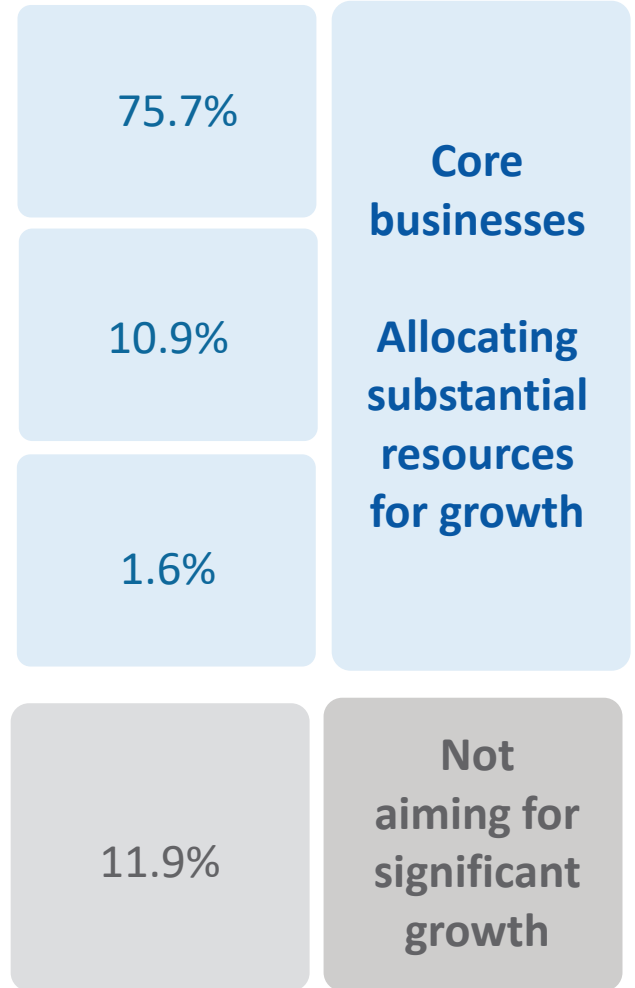 75.7%
10.9%
1.6%
Core
businesses
Allocating
substantial
resources
for growth
11.9%
Not
aiming for
significant
growth